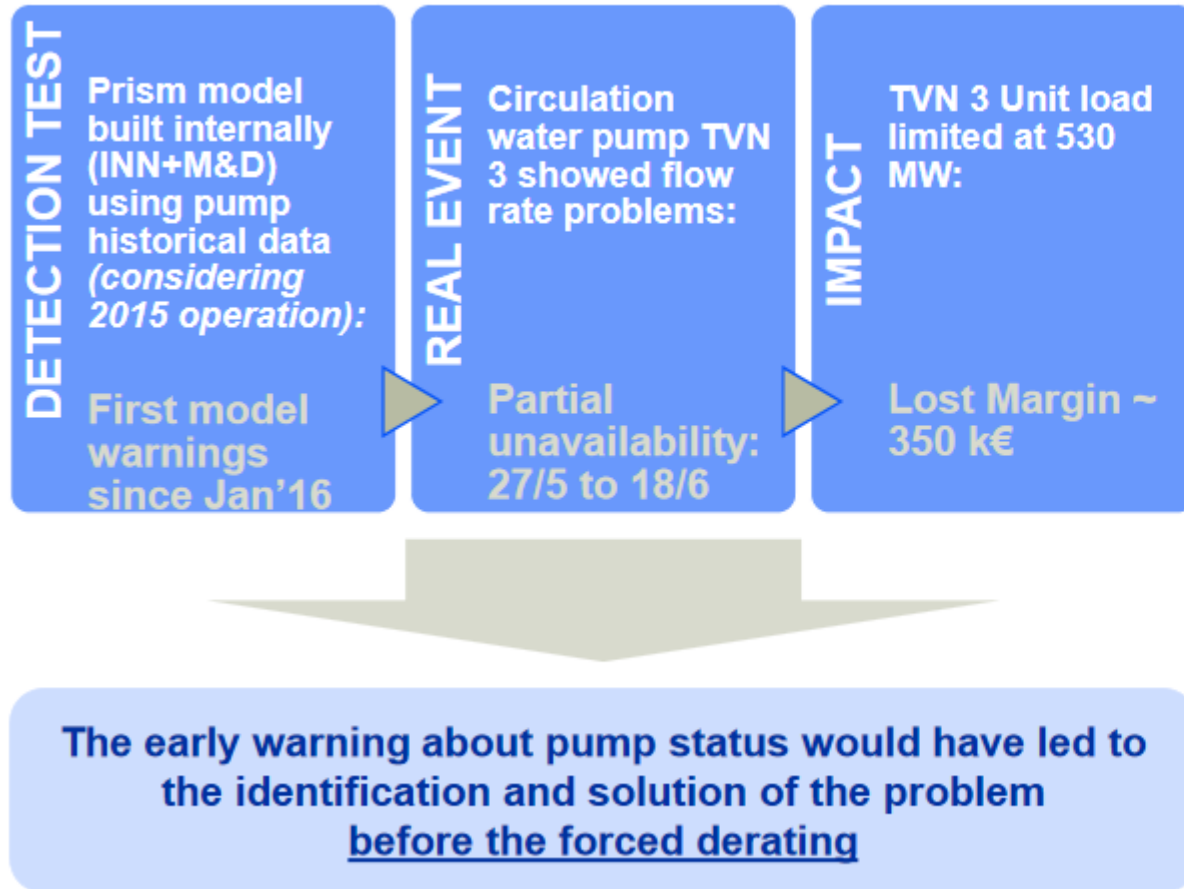 DETECTION TEST
Prism model
built internally
(INN+M&D)
using pump
historical data
(considering
2015 operation):
First model
warnings
since Jan’16
REAL EVENT
Circulation
water pump TVN
3 showed flow
rate problems:
Partial
unavailability:
27/5 to 18/6
IMPACT
TVN 3 Unit load
limited at 530
MW:
Lost Margin ~
350 k€
The early warning about pump status would have led to
the identification and solution of the problem
before the forced derating